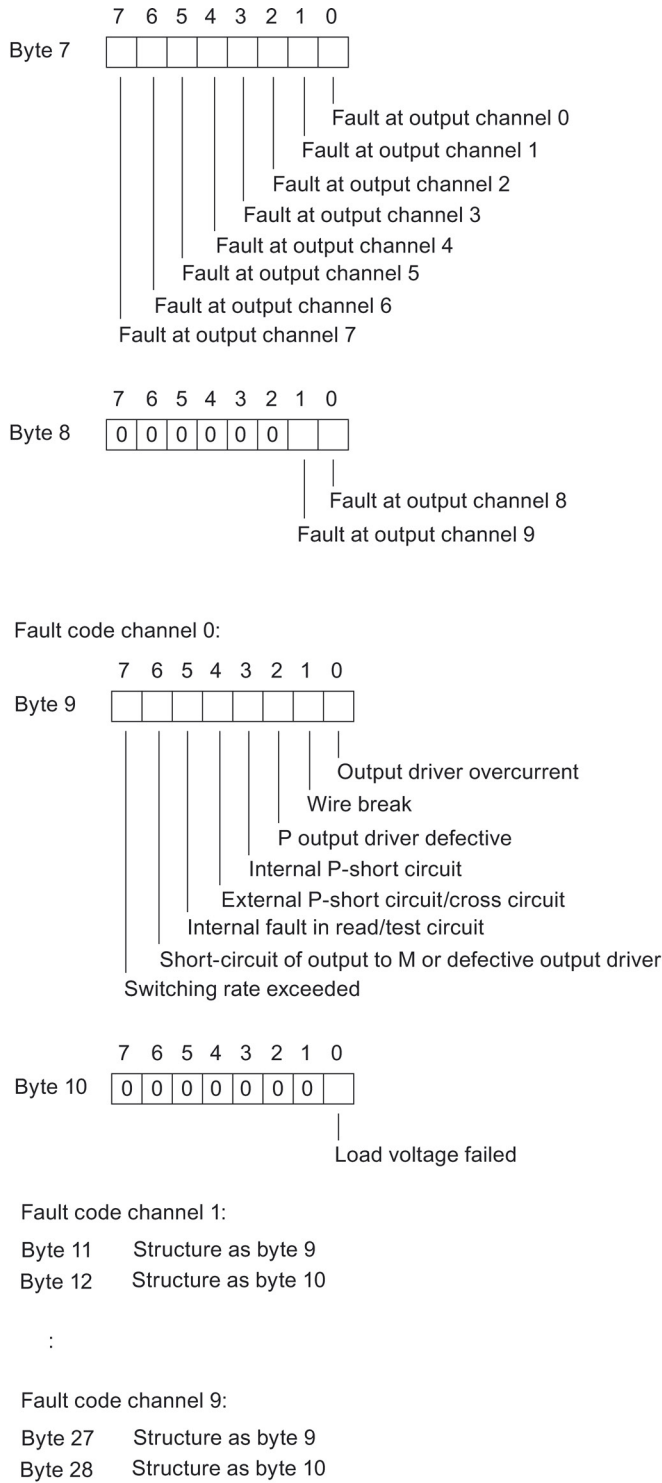 7 6 5 4 3 2 1 0
Byte 7
Fault at output channel 0
Fault at output channel 1
Fault at output channel 2
Fault at output channel 3
Fault at output channel 4
Fault at output channel 5
Fault at output channel 6
Fault at output channel 7
7 6 5 4 3 2 1 0
Byte 8 0 0 0 0 0 0
Fault at output channel 8
Fault at output channel 9
Fault code channel 0:
7 6 5 4 3 2 1 0
Byte 9
Output driver overcurrent
Wire break
P output driver defective
Internal P-short circuit
External P-short circuit/cross circuit
Internal fault in read/test circuit
Short-circuit of output to M or defective output driver
Switching rate exceeded
7 6 5 4 3 2 1 0
Byte 10 0 0 0 0 0 0 0
Load voltage failed
Fault code channel 1:
Byte 11 Structure as byte 9
Byte 12 Structure as byte 10
:
Fault code channel 9:
Byte 27 Structure as byte 9
Byte 28 Structure as byte 10